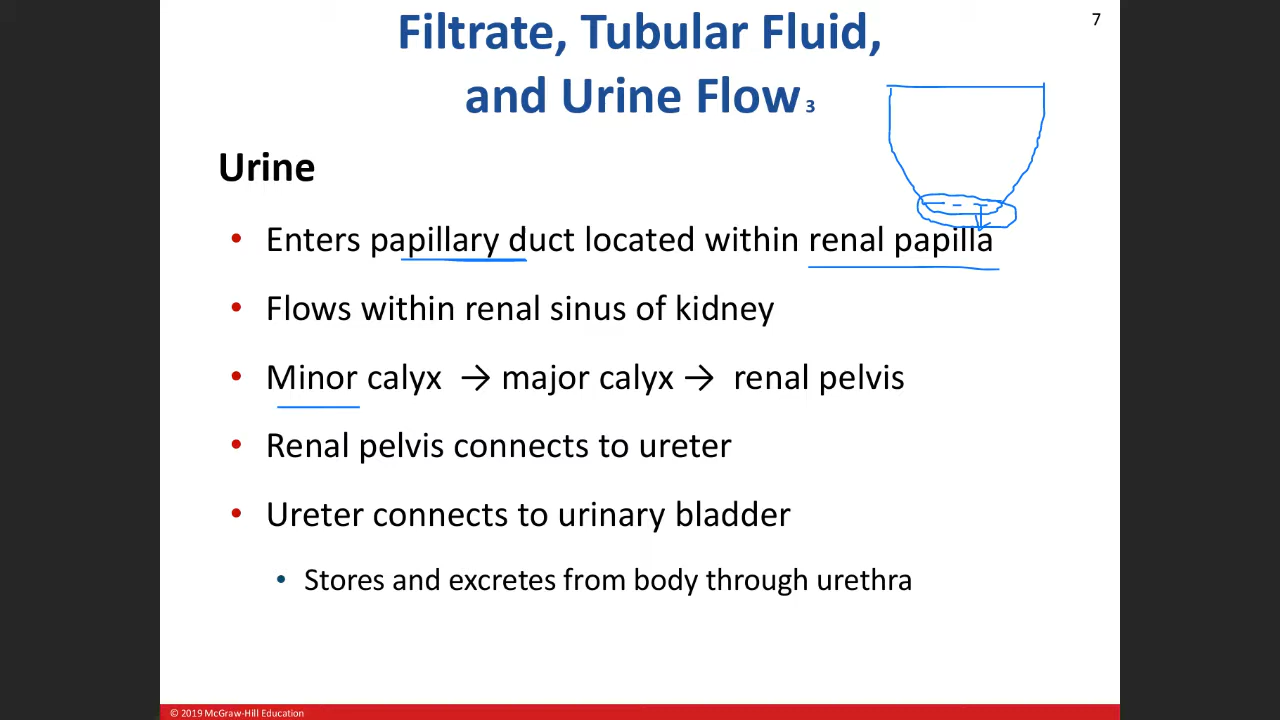 7
Filtrate, Tubular Fluid,
and Urine Flow 3
Urine
• Enters papillary duct located within renal papilla
• Flows within renal sinus of kidney
• Minor calyx → major calyx → renal pelvis
• Renal pelvis connects to ureter
• Ureter connects to urinary bladder
• Stores and excretes from body through urethra
© 2019 McGraw-Hill Education